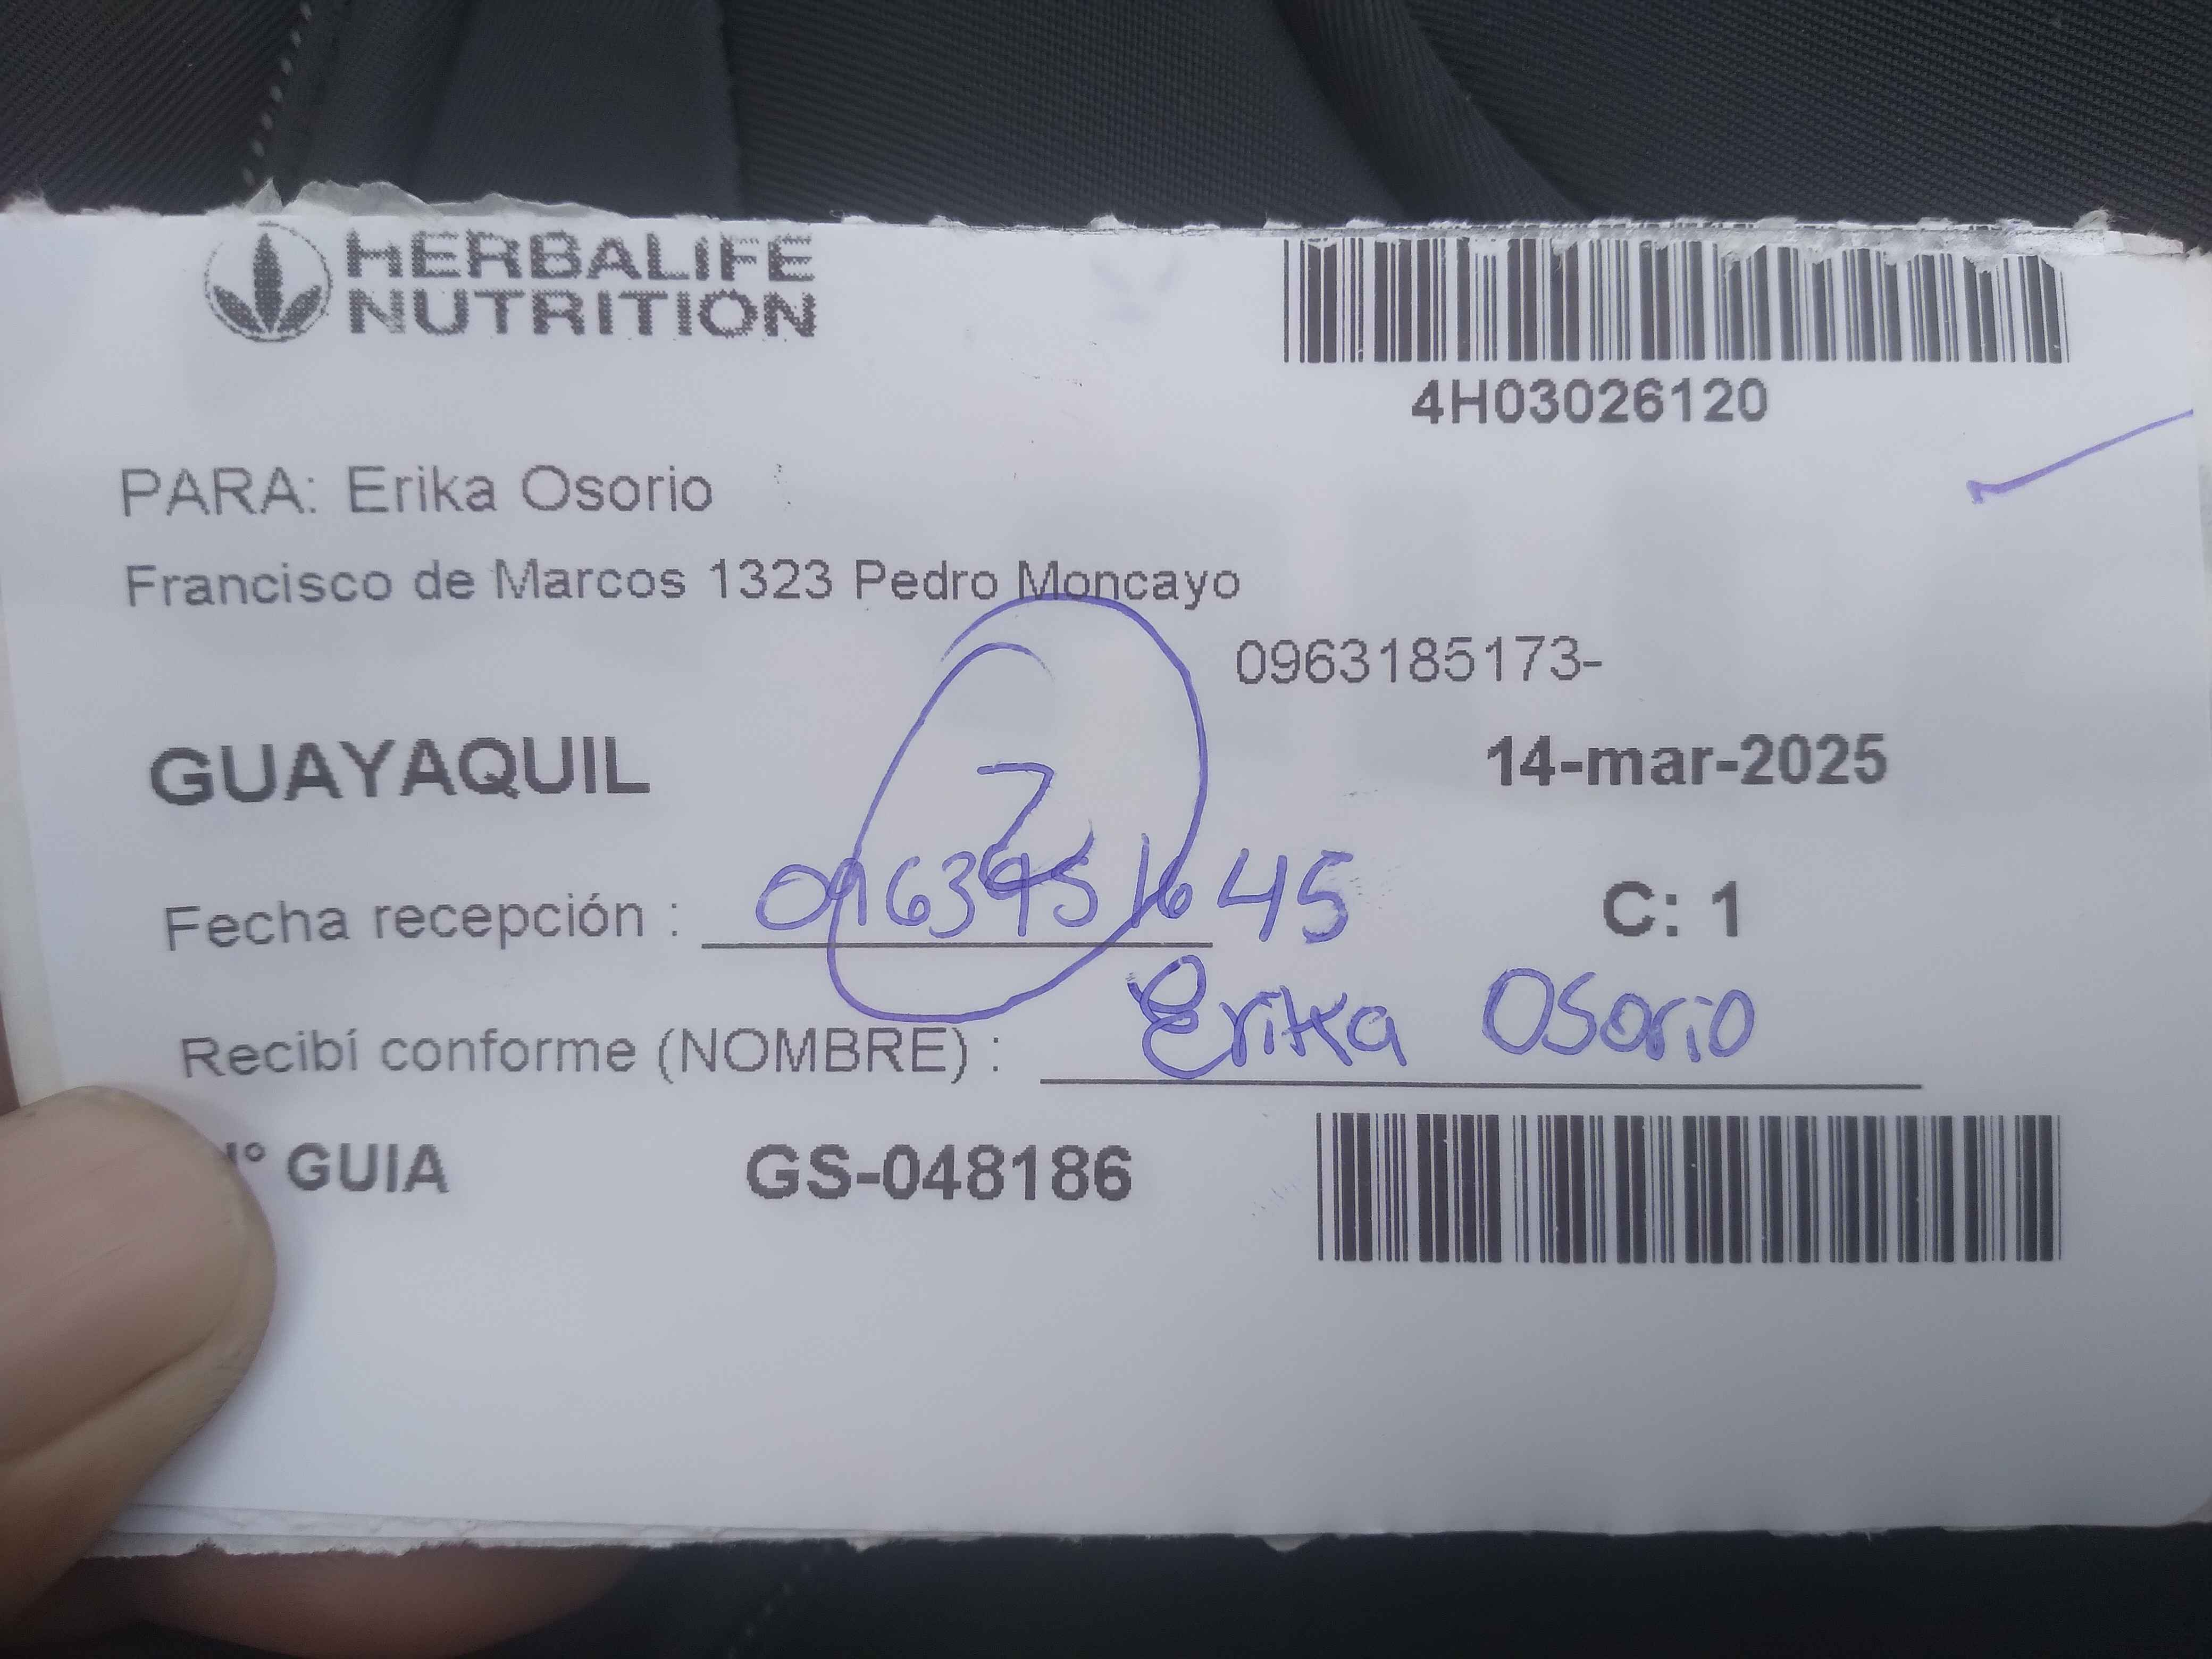 HERBALIFE
NUTRITION
4H03026120
PARA: Erika Osorio
Francisco de Marcos 1323 Pedro Moncayo
0963185173-
GUAYAQUIL
14-mar-2025
7
Fecha recepción : 0963951645
C: 1
Recibí conforme (NOMBRE) : Erika Osorio
° GUIA GS-048186